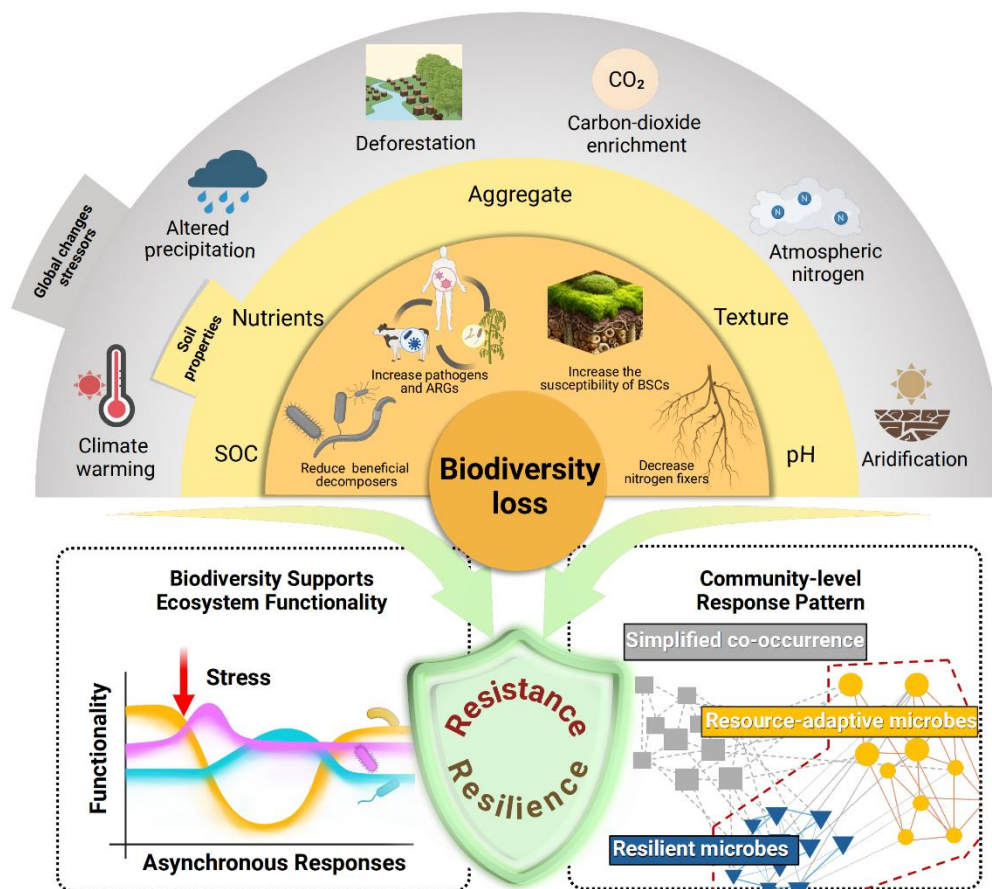 Deforestation
CO₂
Carbon-dioxide
enrichment
Altered
precipitation
Aggregate
N
N
N
Atmospheric
nitrogen
Global changes
stressors
Soil
properties
Nutrients
Texture
Increase pathogens
and ARGs
Increase the
susceptibility of BSCs
Climate
warming
SOC
Reduce beneficial
decomposers
Biodiversity
loss
Decrease
nitrogen fixers
pH
Aridification
Biodiversity Supports
Ecosystem Functionality
Stress
Functionality
Asynchronous Responses
Resistance
Resilience
Community-level
Response Pattern
Simplified co-occurrence
Resource-adaptive microbes
Resilient microbes